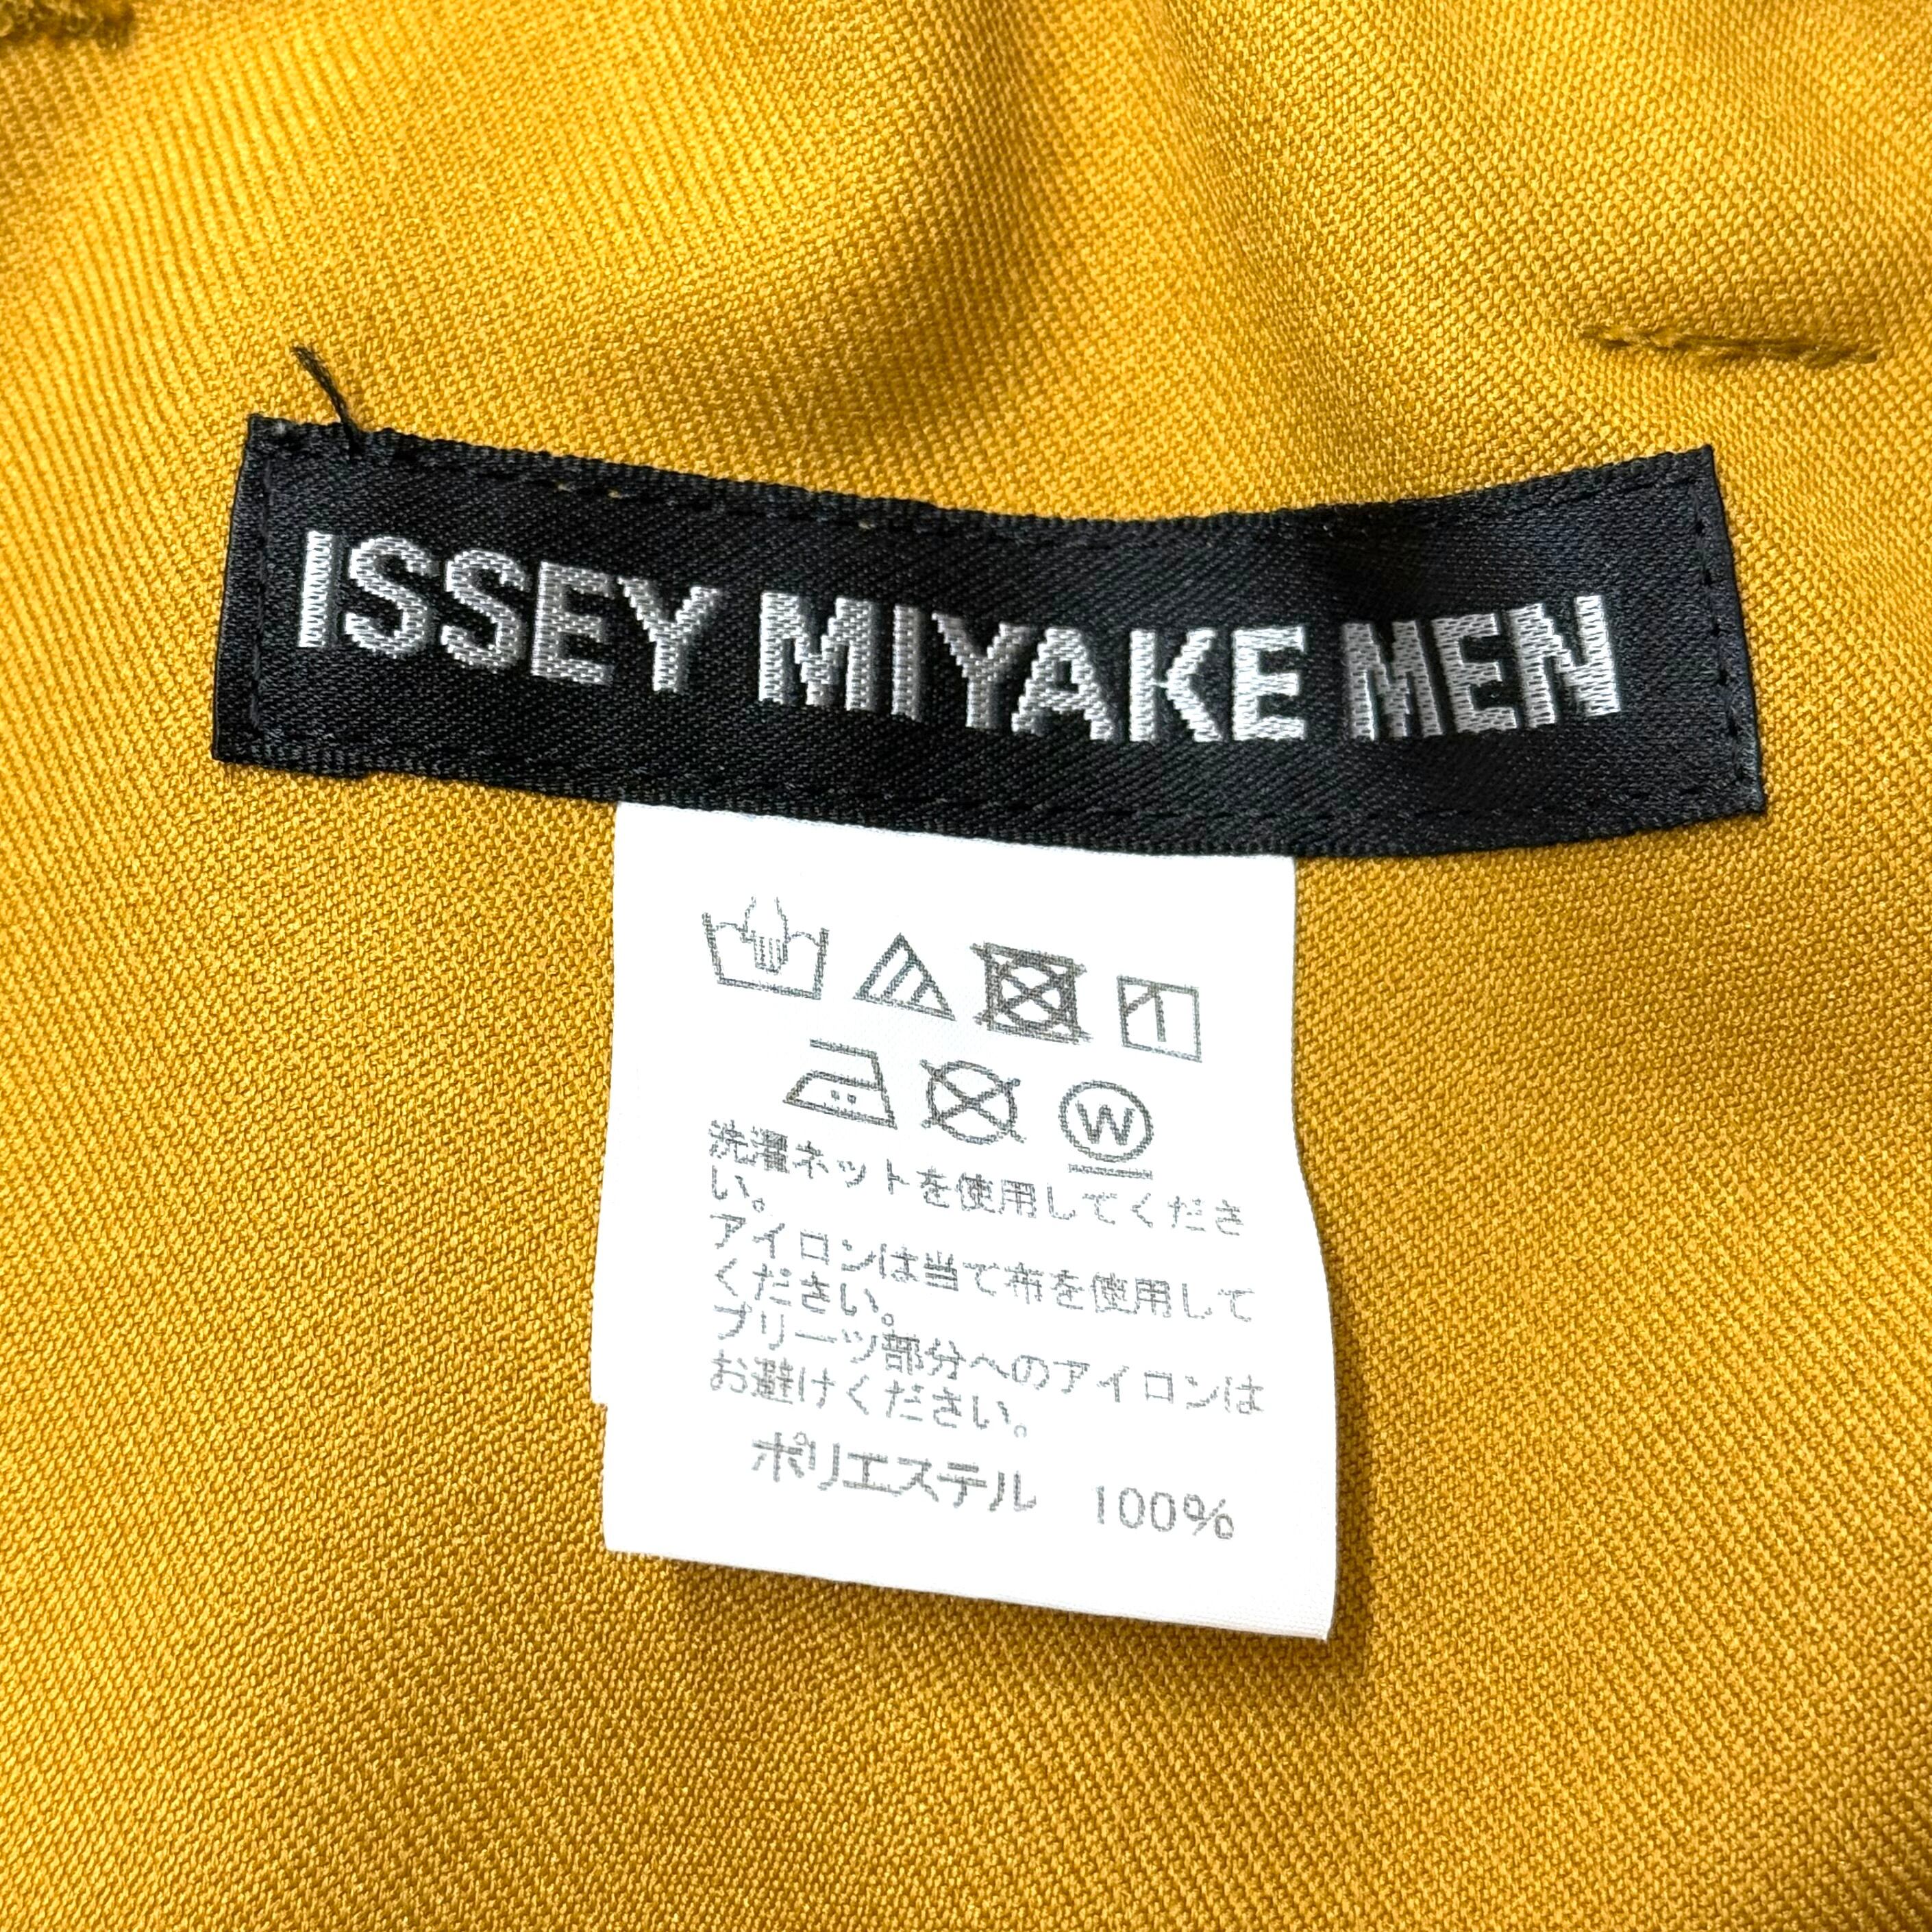 ISSEY MIYAKE MEN
W
洗濯ネットを使用してくださ
い。
アイロンは当て布を使用して
ください。
プリーツ部分へのアイロンは
お避けください。
ポリエステル 100%